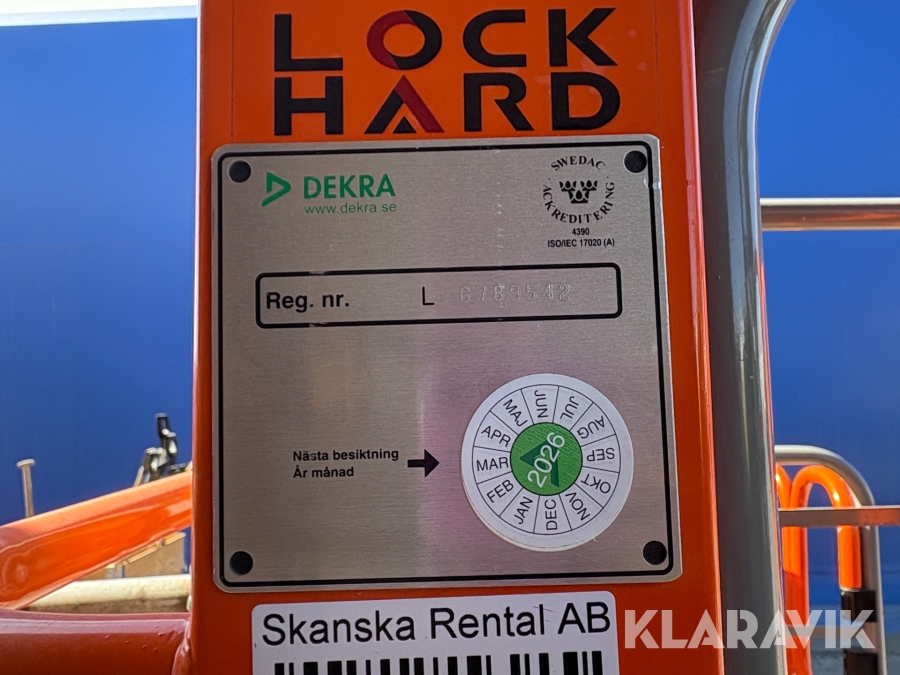 LOCK
HARD
DEKRA
www.dekra.se
SWEDAC
ACKREDITERING
4390
ISO/IEC 17020 (A)
Reg. nr. L
Nästa besiktning
År månad
JAN FEB MAR APR MAJ JUN JUL AUG SEP OKT NOV DEC
2026
Skanska Rental AB
KLARAVIK